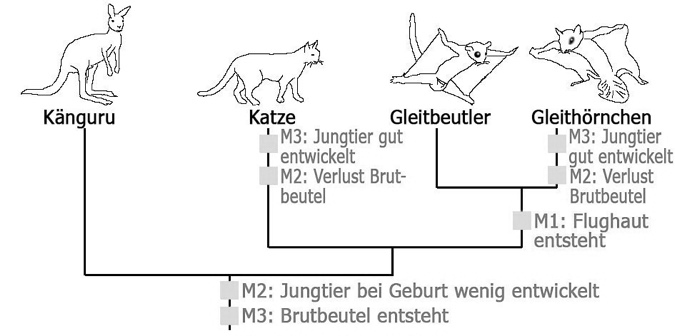 Känguru
Katze
Gleitbeutler
Gleithörnchen
M3: Jungtier gut
entwickelt
M2: Verlust Brut-
beutel
M3: Jungtier
gut entwickelt
M2: Verlust
Brutbeutel
M1: Flughaut
entsteht
M2: Jungtier bei Geburt wenig entwickelt
M3: Brutbeutel entsteht